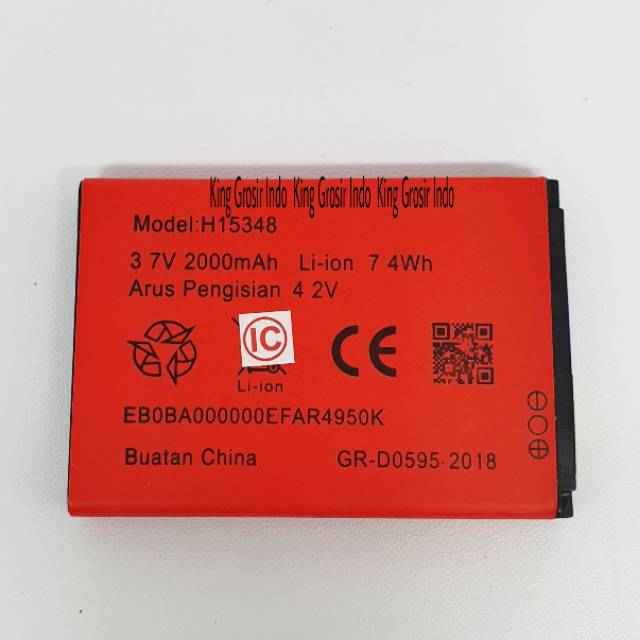 King Grosir Indo King Grosir Indo King Grosir Indo
Model:H15348
3 7V 2000mAh Li-ion 7 4Wh
Arus Pengisian 4 2V
IC
CE
Li-ion
EB0BA000000EFAR4950K
Buatan China GR-D0595-2018